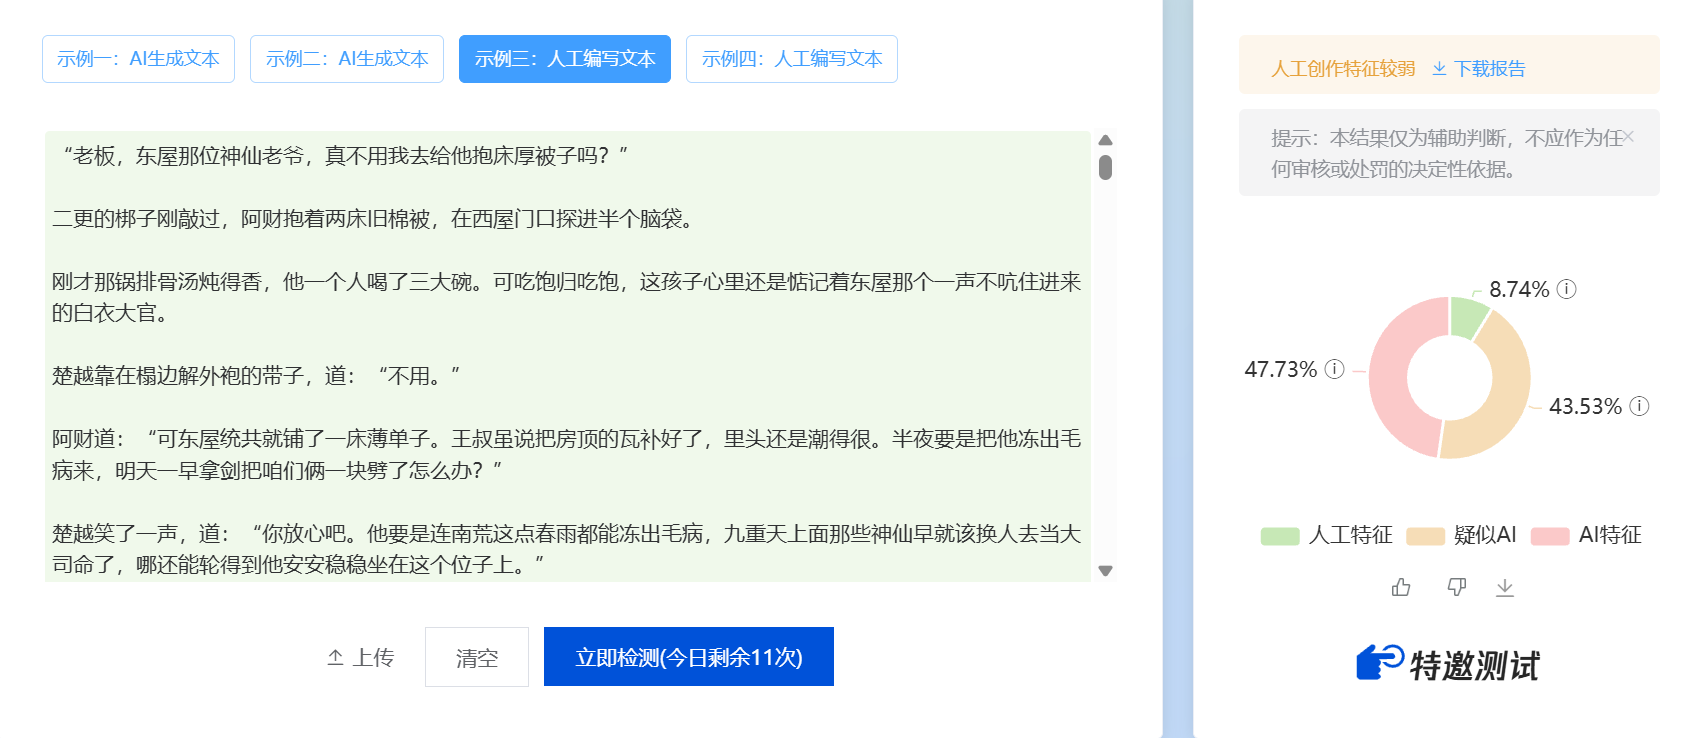 示例一：AI生成文本
示例二：AI生成文本
示例三：人工编写文本
示例四：人工编写文本
“老板，东屋那位神仙老爷，真不用我去给他抱床厚被子吗？”
二更的梆子刚敲过，阿财抱着两床旧棉被，在西屋门口探进半个脑袋。
刚才那锅排骨汤炖得香，他一个人喝了三大碗。可吃饱归吃饱，这孩子心里还是惦记着东屋那个一声不吭住进来
的白衣大官。
楚越靠在榻边解外袍的带子，道：“不用。”
阿财道：“可东屋统共就铺了一床薄单子。王叔虽说把房顶的瓦补好了，里头还是潮得很。半夜要是把他冻出毛
病来，明天一早拿剑把咱们俩一块劈了怎么办？”
楚越笑了一声，道：“你放心吧。他要是连南荒这点春雨都能冻出毛病，九重天上面那些神仙早就该换人去当大
司命了，哪还能轮得到他安安稳稳坐在这个位子上。”
上传
清空
立即检测(今日剩余11次)
人工创作特征较弱 下载报告
提示：本结果仅为辅助判断，不应作为任
何审核或处罚的决定性依据。
8.74%
47.73%
43.53%
人工特征 疑似AI AI特征
特邀测试